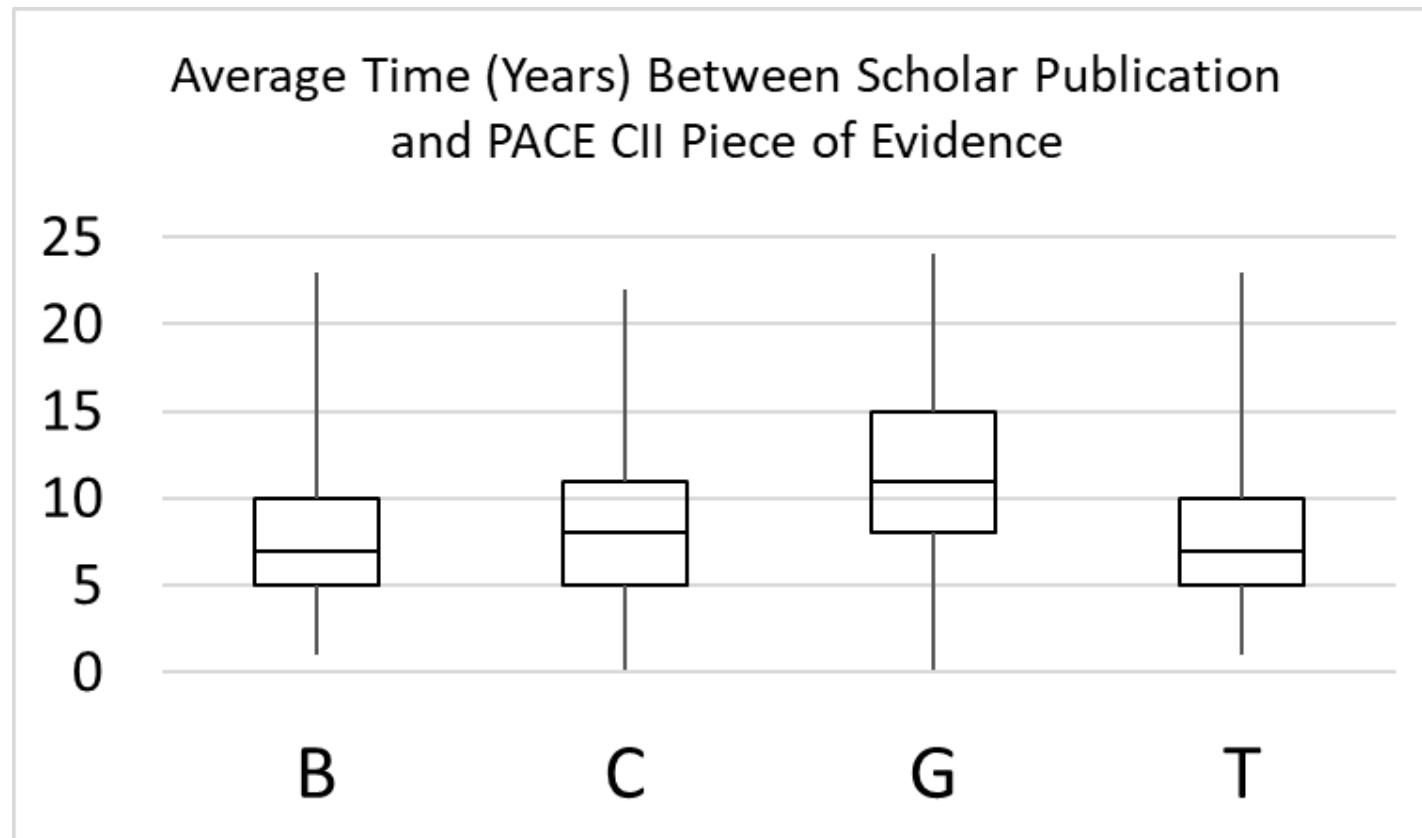 Average Time (Years) Between Scholar Publication
and PACE CII Piece of Evidence
25
20
15
10
5
0
B C G T